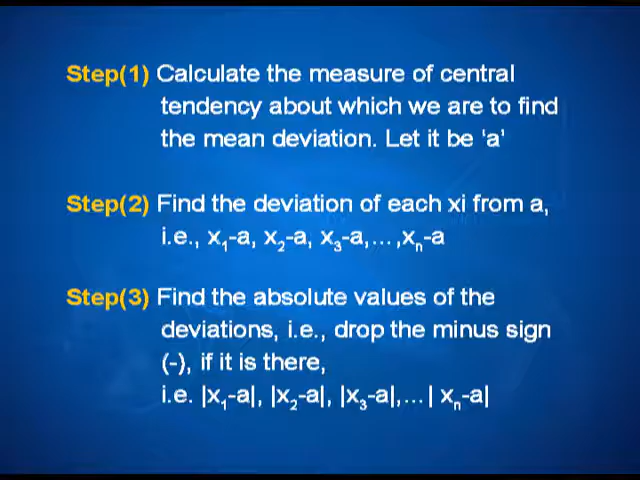 Step(1) Calculate the measure of central
tendency about which we are to find
the mean deviation. Let it be 'a'
Step(2) Find the deviation of each xi from a,
i.e., x₁-a, x₂-a, x₃-a,...,xₙ-a
Step(3) Find the absolute values of the
deviations, i.e., drop the minus sign
(-), if it is there,
i.e. |x₁-a|, |x₂-a|, |x₃-a|,...| xₙ-a|